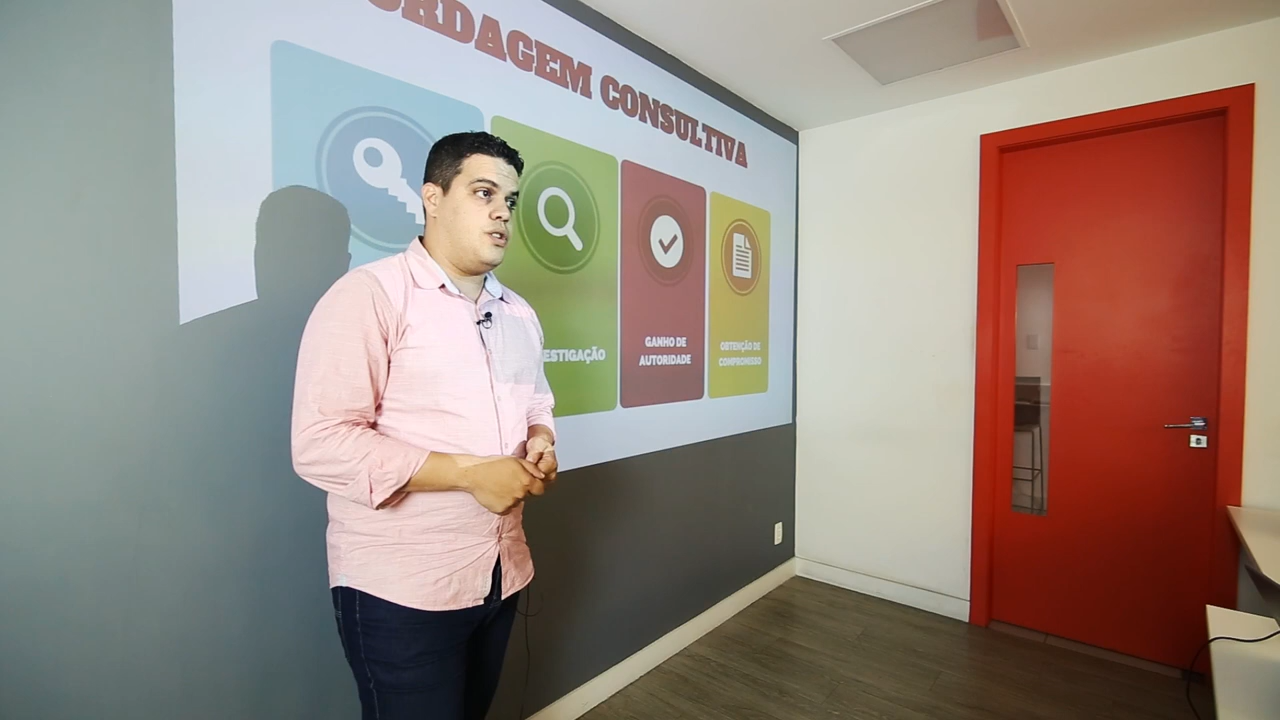 ORDAGEM CONSULTIVA
ESTIGAÇÃO
GANHO DE
AUTORIDADE
OBTENÇÃO DE
COMPROMISSO